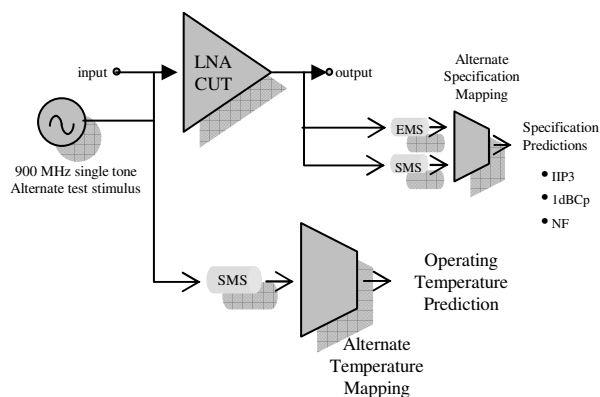 LNA
CUT
input
output
Alternate
Specification
Mapping
EMS
SMS
Specification
Predictions
• IIP3
• 1dBCp
• NF
900 MHz single tone
Alternate test stimulus
SMS
Operating
Temperature
Prediction
Alternate
Temperature
Mapping